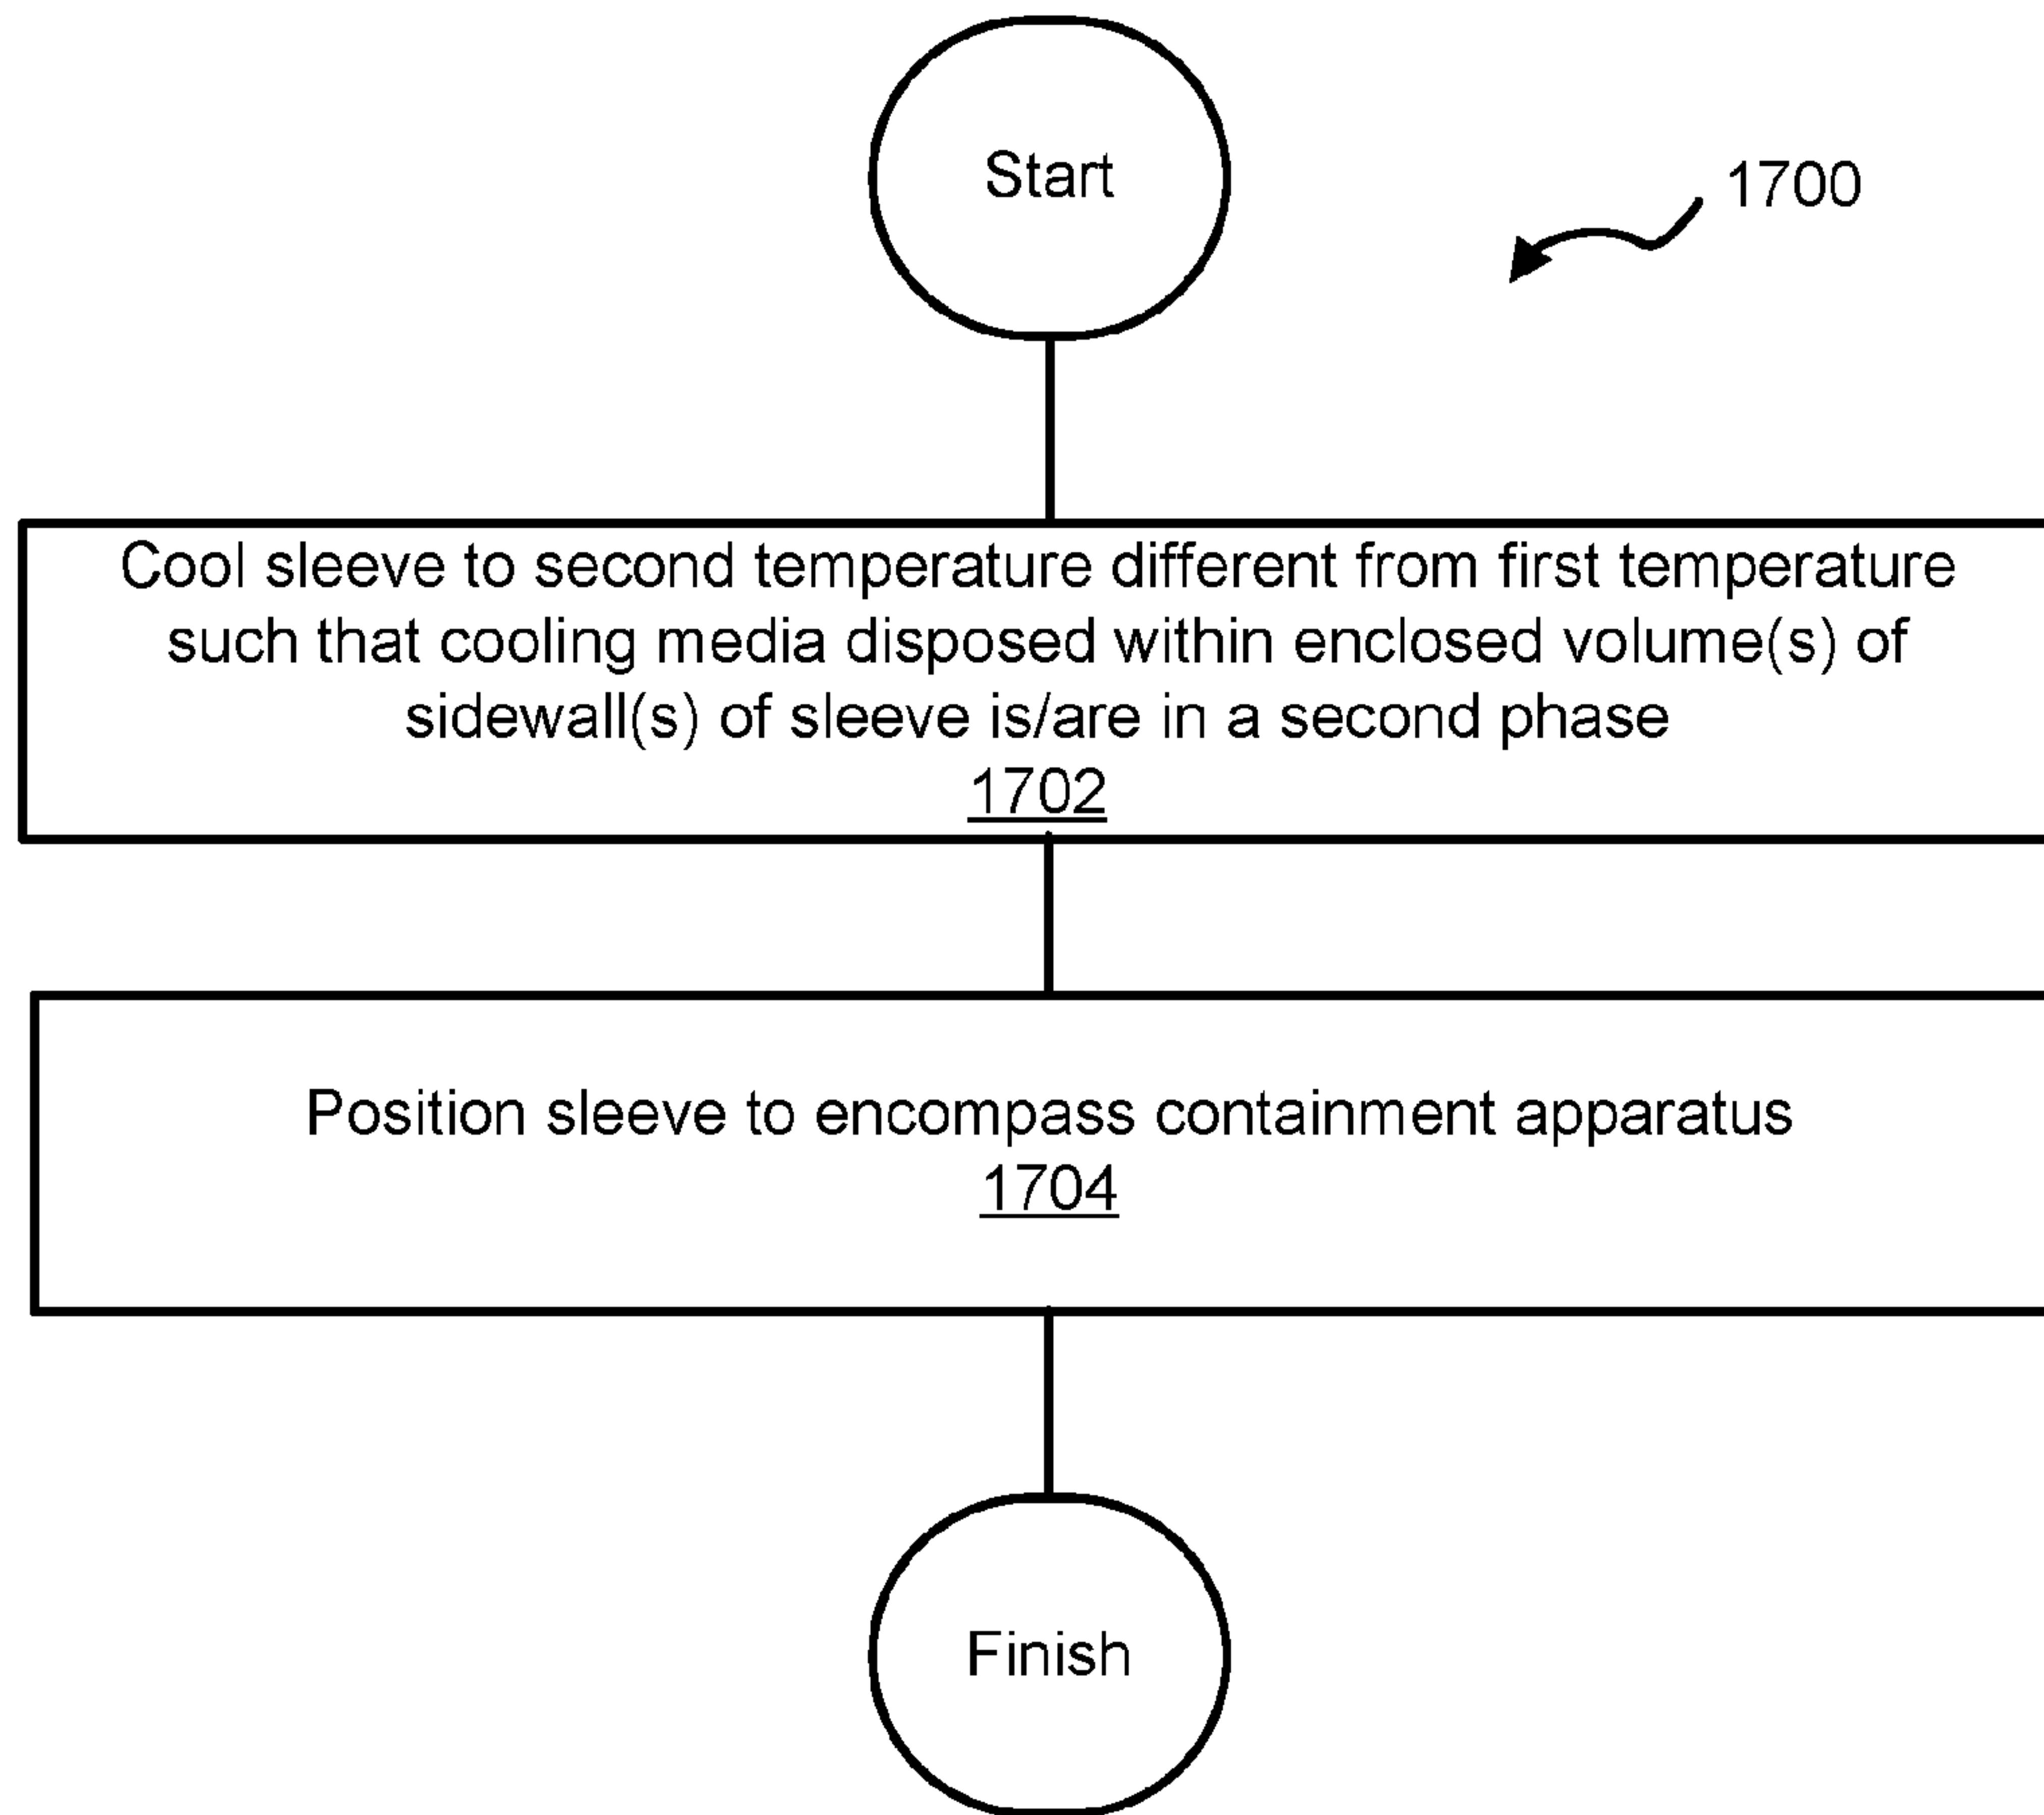 Start
1700
Cool sleeve to second temperature different from first temperature
such that cooling media disposed within enclosed volume(s) of
sidewall(s) of sleeve is/are in a second phase
1702
Position sleeve to encompass containment apparatus
1704
Finish